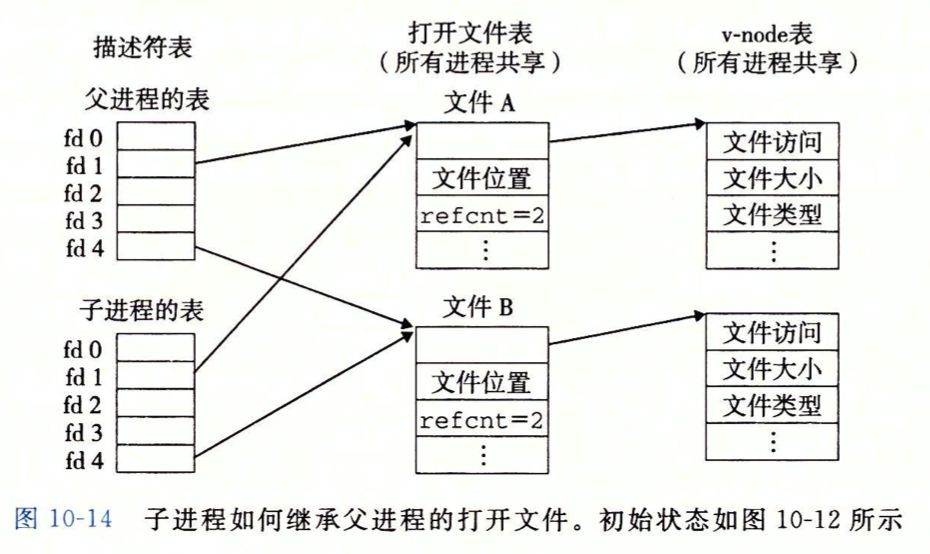 描述符表
打开文件表
（所有进程共享）
v-node表
（所有进程共享）
父进程的表
fd 0
fd 1
fd 2
fd 3
fd 4
文件 A
文件位置
refcnt=2
⋮
文件访问
文件大小
文件类型
⋮
子进程的表
fd 0
fd 1
fd 2
fd 3
fd 4
文件 B
文件位置
refcnt=2
⋮
文件访问
文件大小
文件类型
⋮
图 10-14 子进程如何继承父进程的打开文件。初始状态如图 10-12 所示